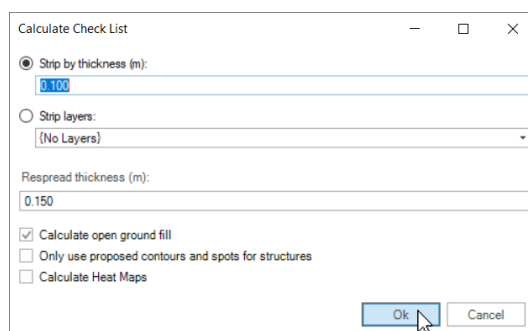 Calculate Check List
Strip by thickness (m):
0.100
Strip layers:
{No Layers}
Respread thickness (m):
0.150
Calculate open ground fill
Only use proposed contours and spots for structures
Calculate Heat Maps
Ok Cancel